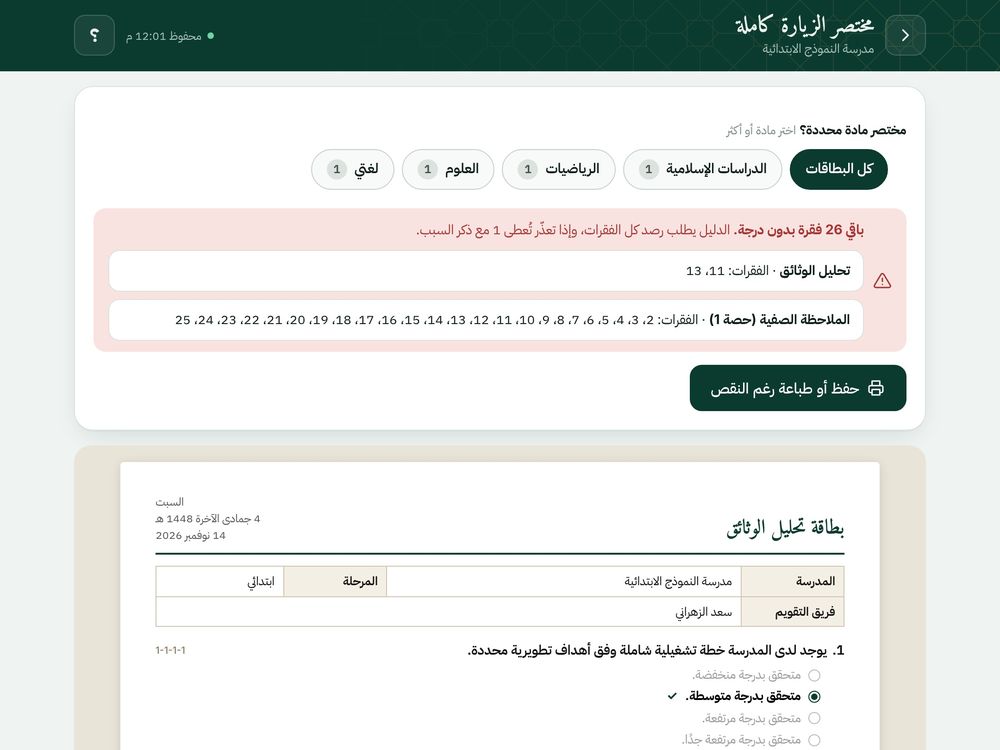 مختصر الزيارة كاملة
مدرسة النموذج الابتدائية
محفوظ 12:01 م
؟
مختصر مادة محددة؟ اختر مادة أو أكثر
كل البطاقات
الدراسات الإسلامية 1
الرياضيات 1
العلوم 1
لغتي 1
باقي 26 فقرة بدون درجة. الدليل يطلب رصد كل الفقرات، وإذا تعذّر تُعطى 1 مع ذكر السبب.
تحليل الوثائق · الفقرات: 11، 13
الملاحظة الصفية (حصة 1) · الفقرات: 2، 3، 4، 5، 6، 7، 8، 9، 10، 11، 12، 13، 14، 15، 16، 17، 18، 19، 20، 21، 22، 23، 24، 25
حفظ أو طباعة رغم النقص
بطاقة تحليل الوثائق
السبت
4 جمادى الآخرة 1448 هـ
14 نوفمبر 2026
المدرسة مدرسة النموذج الابتدائية المرحلة ابتدائي
فريق التقويم سعد الزهراني
1. يوجد لدى المدرسة خطة تشغيلية شاملة وفق أهداف تطويرية محددة. 1-1-1-1
متحقق بدرجة منخفضة.
متحقق بدرجة متوسطة. ✓
متحقق بدرجة مرتفعة.
متحقق بدرجة مرتفعة جدًا.